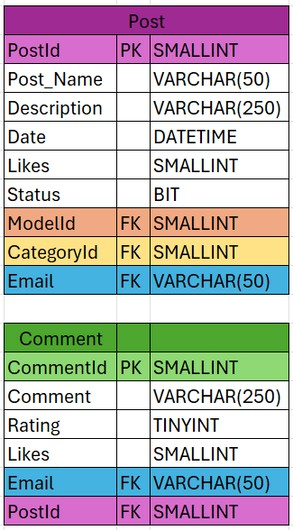 Post
PostId PK SMALLINT
Post_Name VARCHAR(50)
Description VARCHAR(250)
Date DATETIME
Likes SMALLINT
Status BIT
ModelId FK SMALLINT
CategoryId FK SMALLINT
Email FK VARCHAR(50)
Comment
CommentId PK SMALLINT
Comment VARCHAR(250)
Rating TINYINT
Likes SMALLINT
Email FK VARCHAR(50)
PostId FK SMALLINT